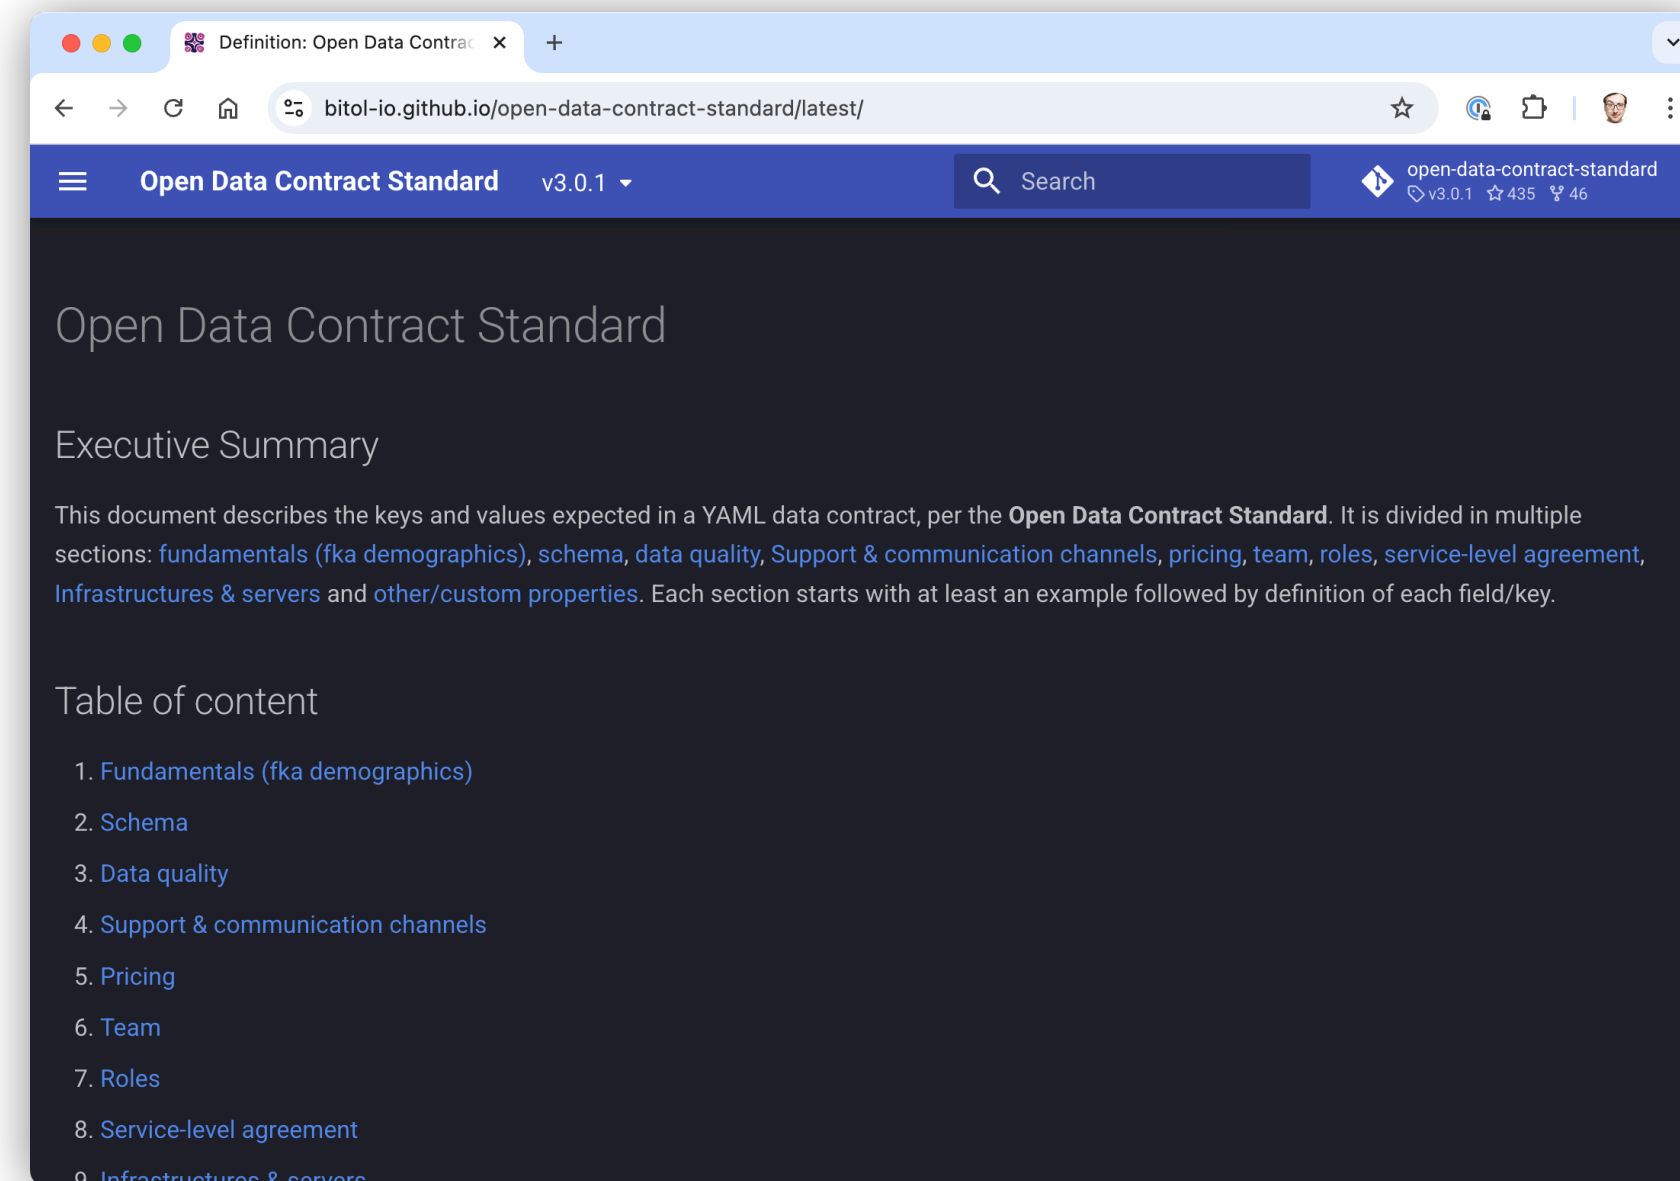 Definition: Open Data Contrac
bitol-io.github.io/open-data-contract-standard/latest/
Open Data Contract Standard
v3.0.1
Search
open-data-contract-standard
v3.0.1 435 46
Open Data Contract Standard
Executive Summary
This document describes the keys and values expected in a YAML data contract, per the Open Data Contract Standard. It is divided in multiple
sections: fundamentals (fka demographics), schema, data quality, Support & communication channels, pricing, team, roles, service-level agreement,
Infrastructures & servers and other/custom properties. Each section starts with at least an example followed by definition of each field/key.
Table of content
1. Fundamentals (fka demographics)
2. Schema
3. Data quality
4. Support & communication channels
5. Pricing
6. Team
7. Roles
8. Service-level agreement
9. Infrastructures & servers